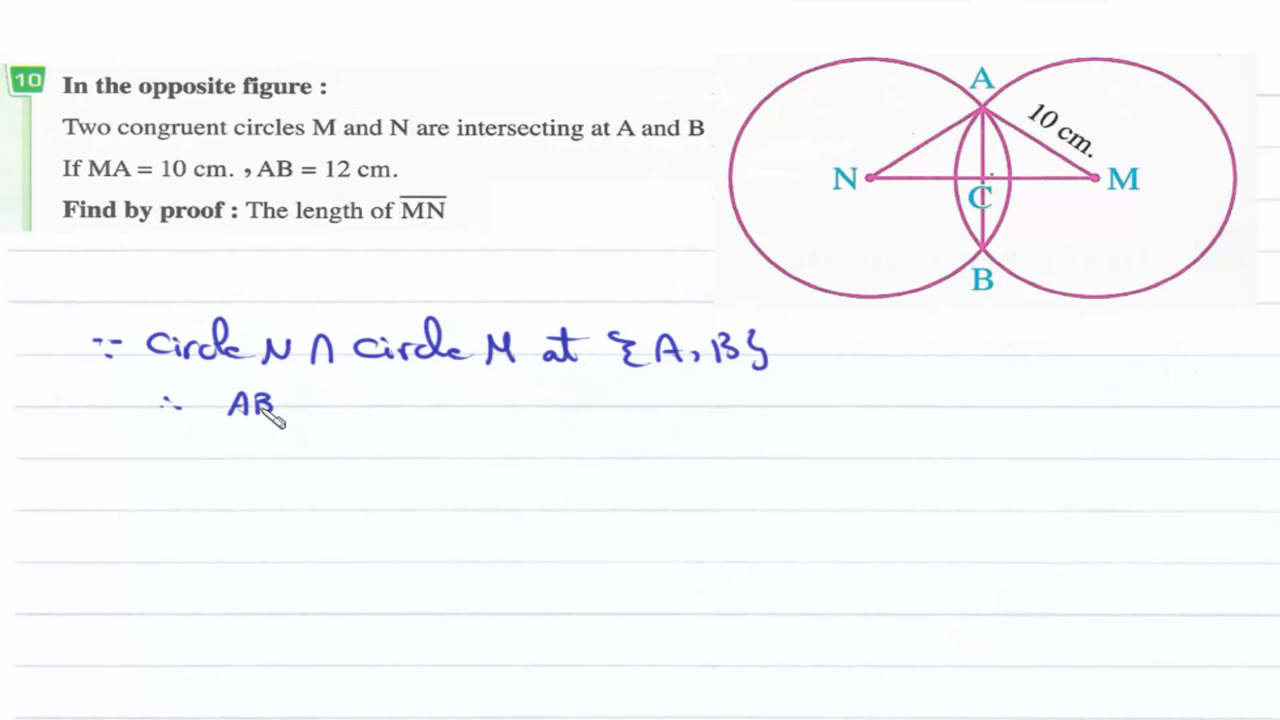 10
In the opposite figure :
Two congruent circles M and N are intersecting at A and B
If MA = 10 cm. , AB = 12 cm.
Find by proof : The length of M̅N̅
A
10 cm.
N
C
M
B
∵ Circle N ∩ Circle M at {A, B}
∴ AB